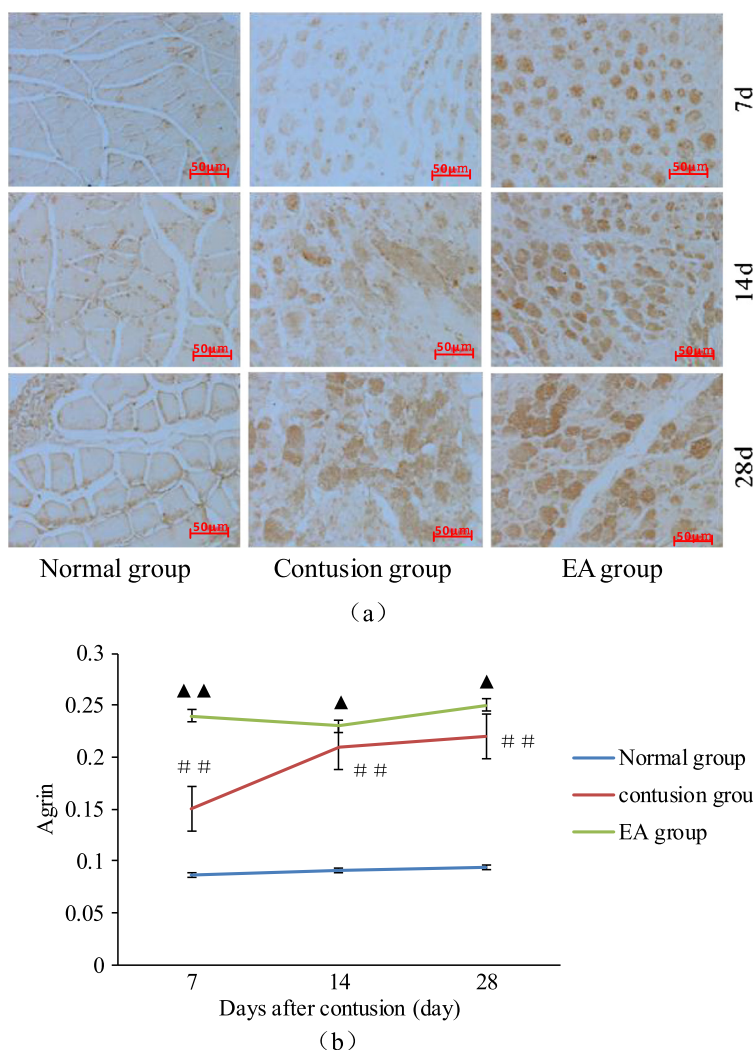 50μm 50μm 50μm 7d
50μm 50μm 50μm 14d
50μm 50μm 50μm 28d
Normal group Contusion group EA group
（a）
0.3
▲▲ ▲ ▲
0.25
## ## ##
0.2
0.15
0.1
0.05
0
Agrin
7 14 28
Days after contusion (day)
Normal group
contusion grou
EA group
（b）